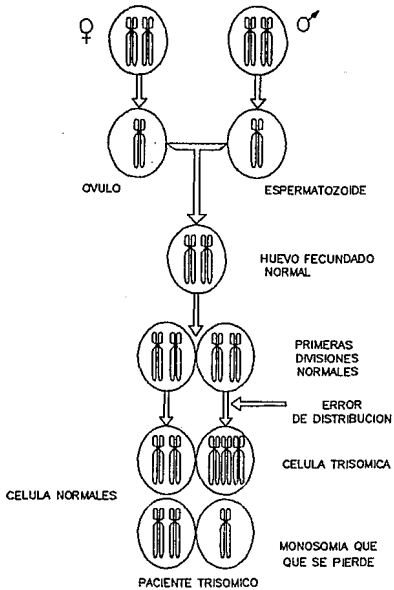 ♀ ♂
OVULO
ESPERMATOZOIDE
HUEVO FECUNDADO
NORMAL
PRIMERAS
DIVISIONES
NORMALES
ERROR
DE DISTRIBUCION
CELULA TRISOMICA
CELULA NORMALES
MONOSOMIA QUE
QUE SE PIERDE
PACIENTE TRISOMICO